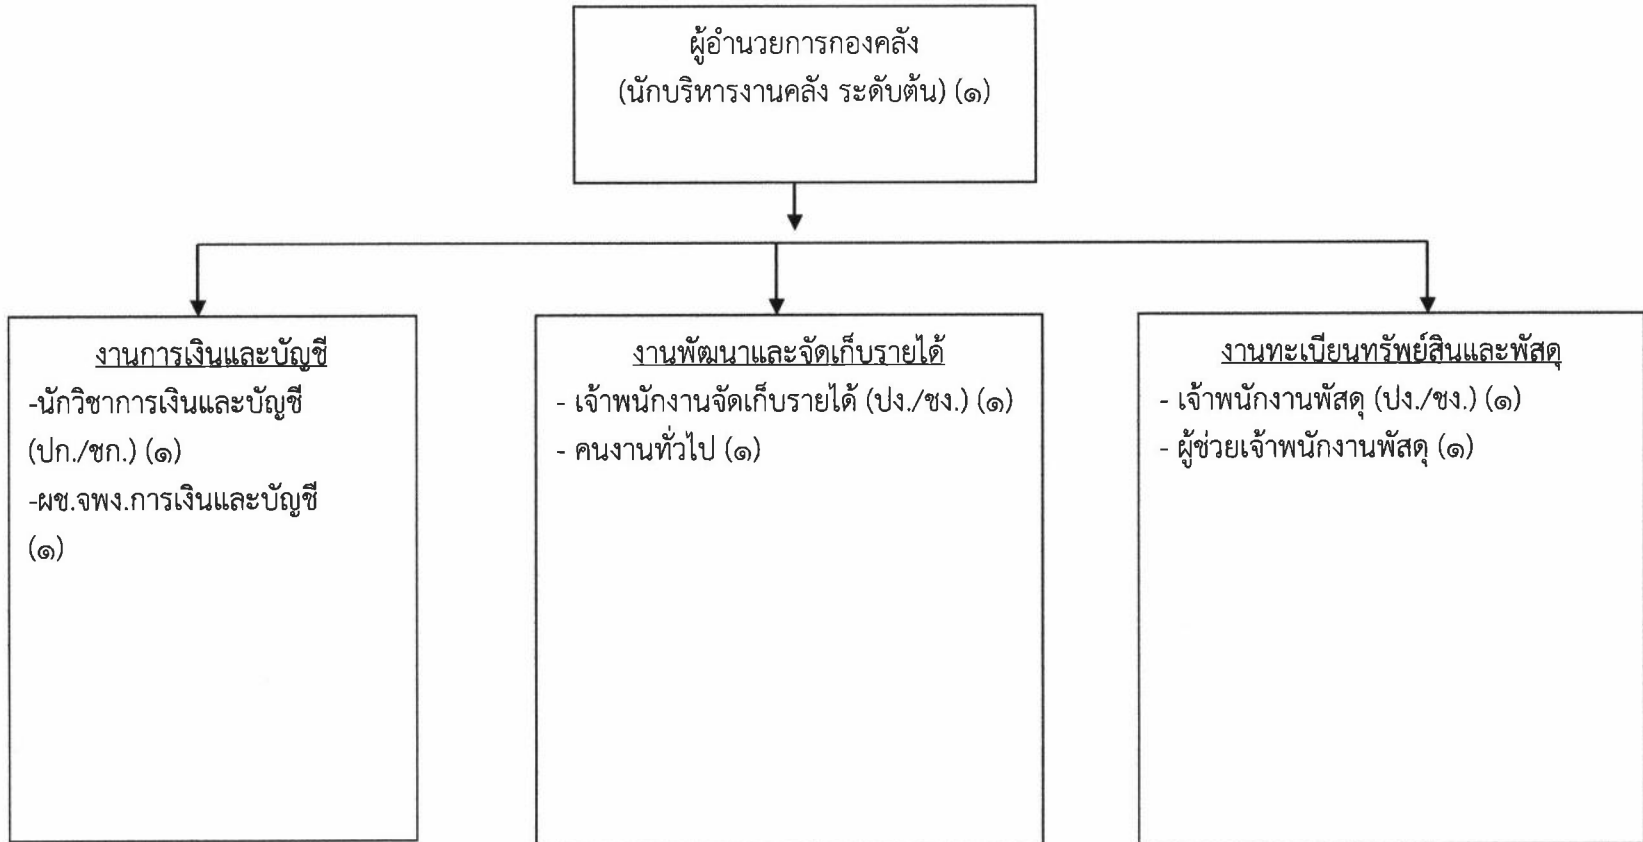 ผู้อำนวยการกองคลัง
(นักบริหารงานคลัง ระดับต้น) (๑)
งานการเงินและบัญชี
-นักวิชาการเงินและบัญชี
(ปก./ชก.) (๑)
-ผช.จพง.การเงินและบัญชี
(๑)
งานพัฒนาและจัดเก็บรายได้
- เจ้าพนักงานจัดเก็บรายได้ (ปง./ชง.) (๑)
- คนงานทั่วไป (๑)
งานทะเบียนทรัพย์สินและพัสดุ
- เจ้าพนักงานพัสดุ (ปง./ชง.) (๑)
- ผู้ช่วยเจ้าพนักงานพัสดุ (๑)